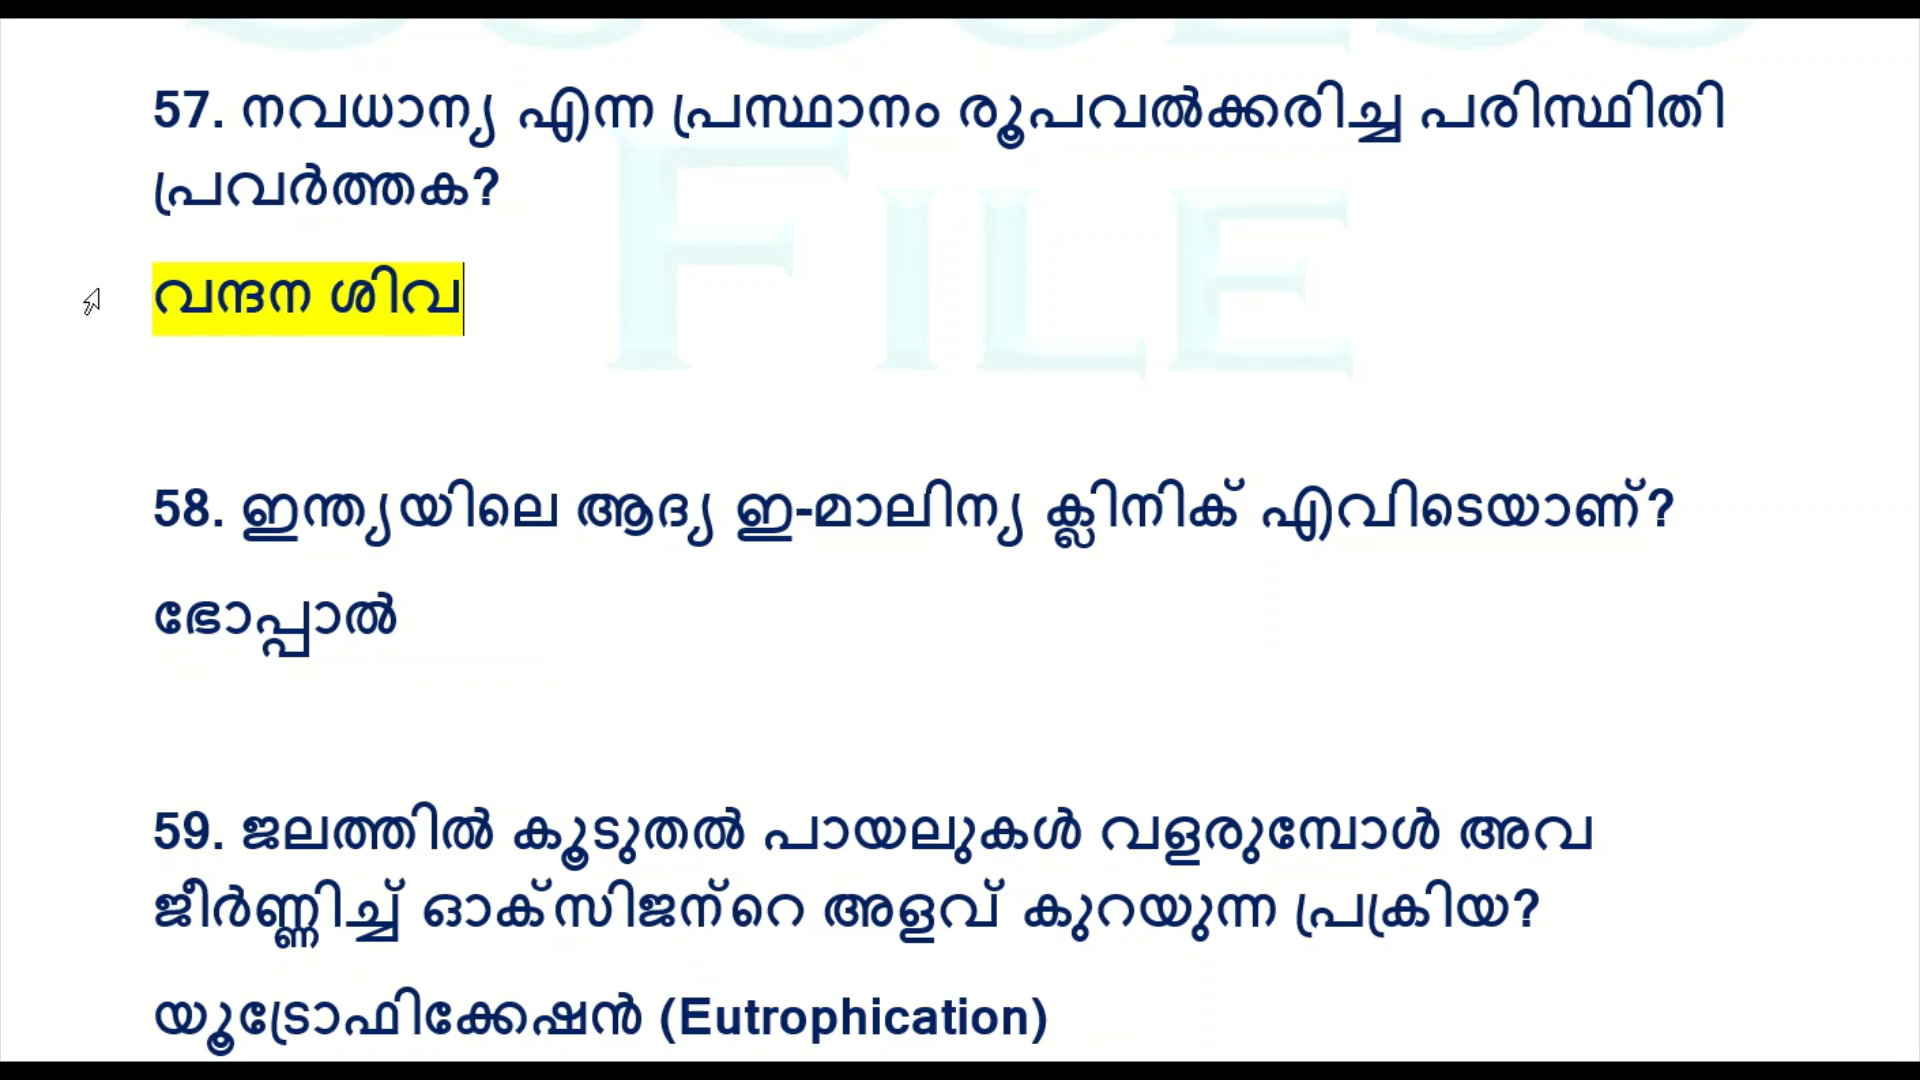 57. നവധാന്യ എന്ന പ്രസ്ഥാനം രൂപവൽക്കരിച്ച പരിസ്ഥിതി
പ്രവർത്തക?
വന്ദന ശിവ
FILE
58. ഇന്ത്യയിലെ ആദ്യ ഇ-മാലിന്യ ക്ലിനിക് എവിടെയാണ്?
ഭോപ്പാൽ
59. ജലത്തിൽ കൂടുതൽ പായലുകൾ വളരുമ്പോൾ അവ
ജീർണ്ണിച്ച് ഓക്സിജന്റെ അളവ് കുറയുന്ന പ്രക്രിയ?
യൂട്രോഫിക്കേഷൻ (Eutrophication)